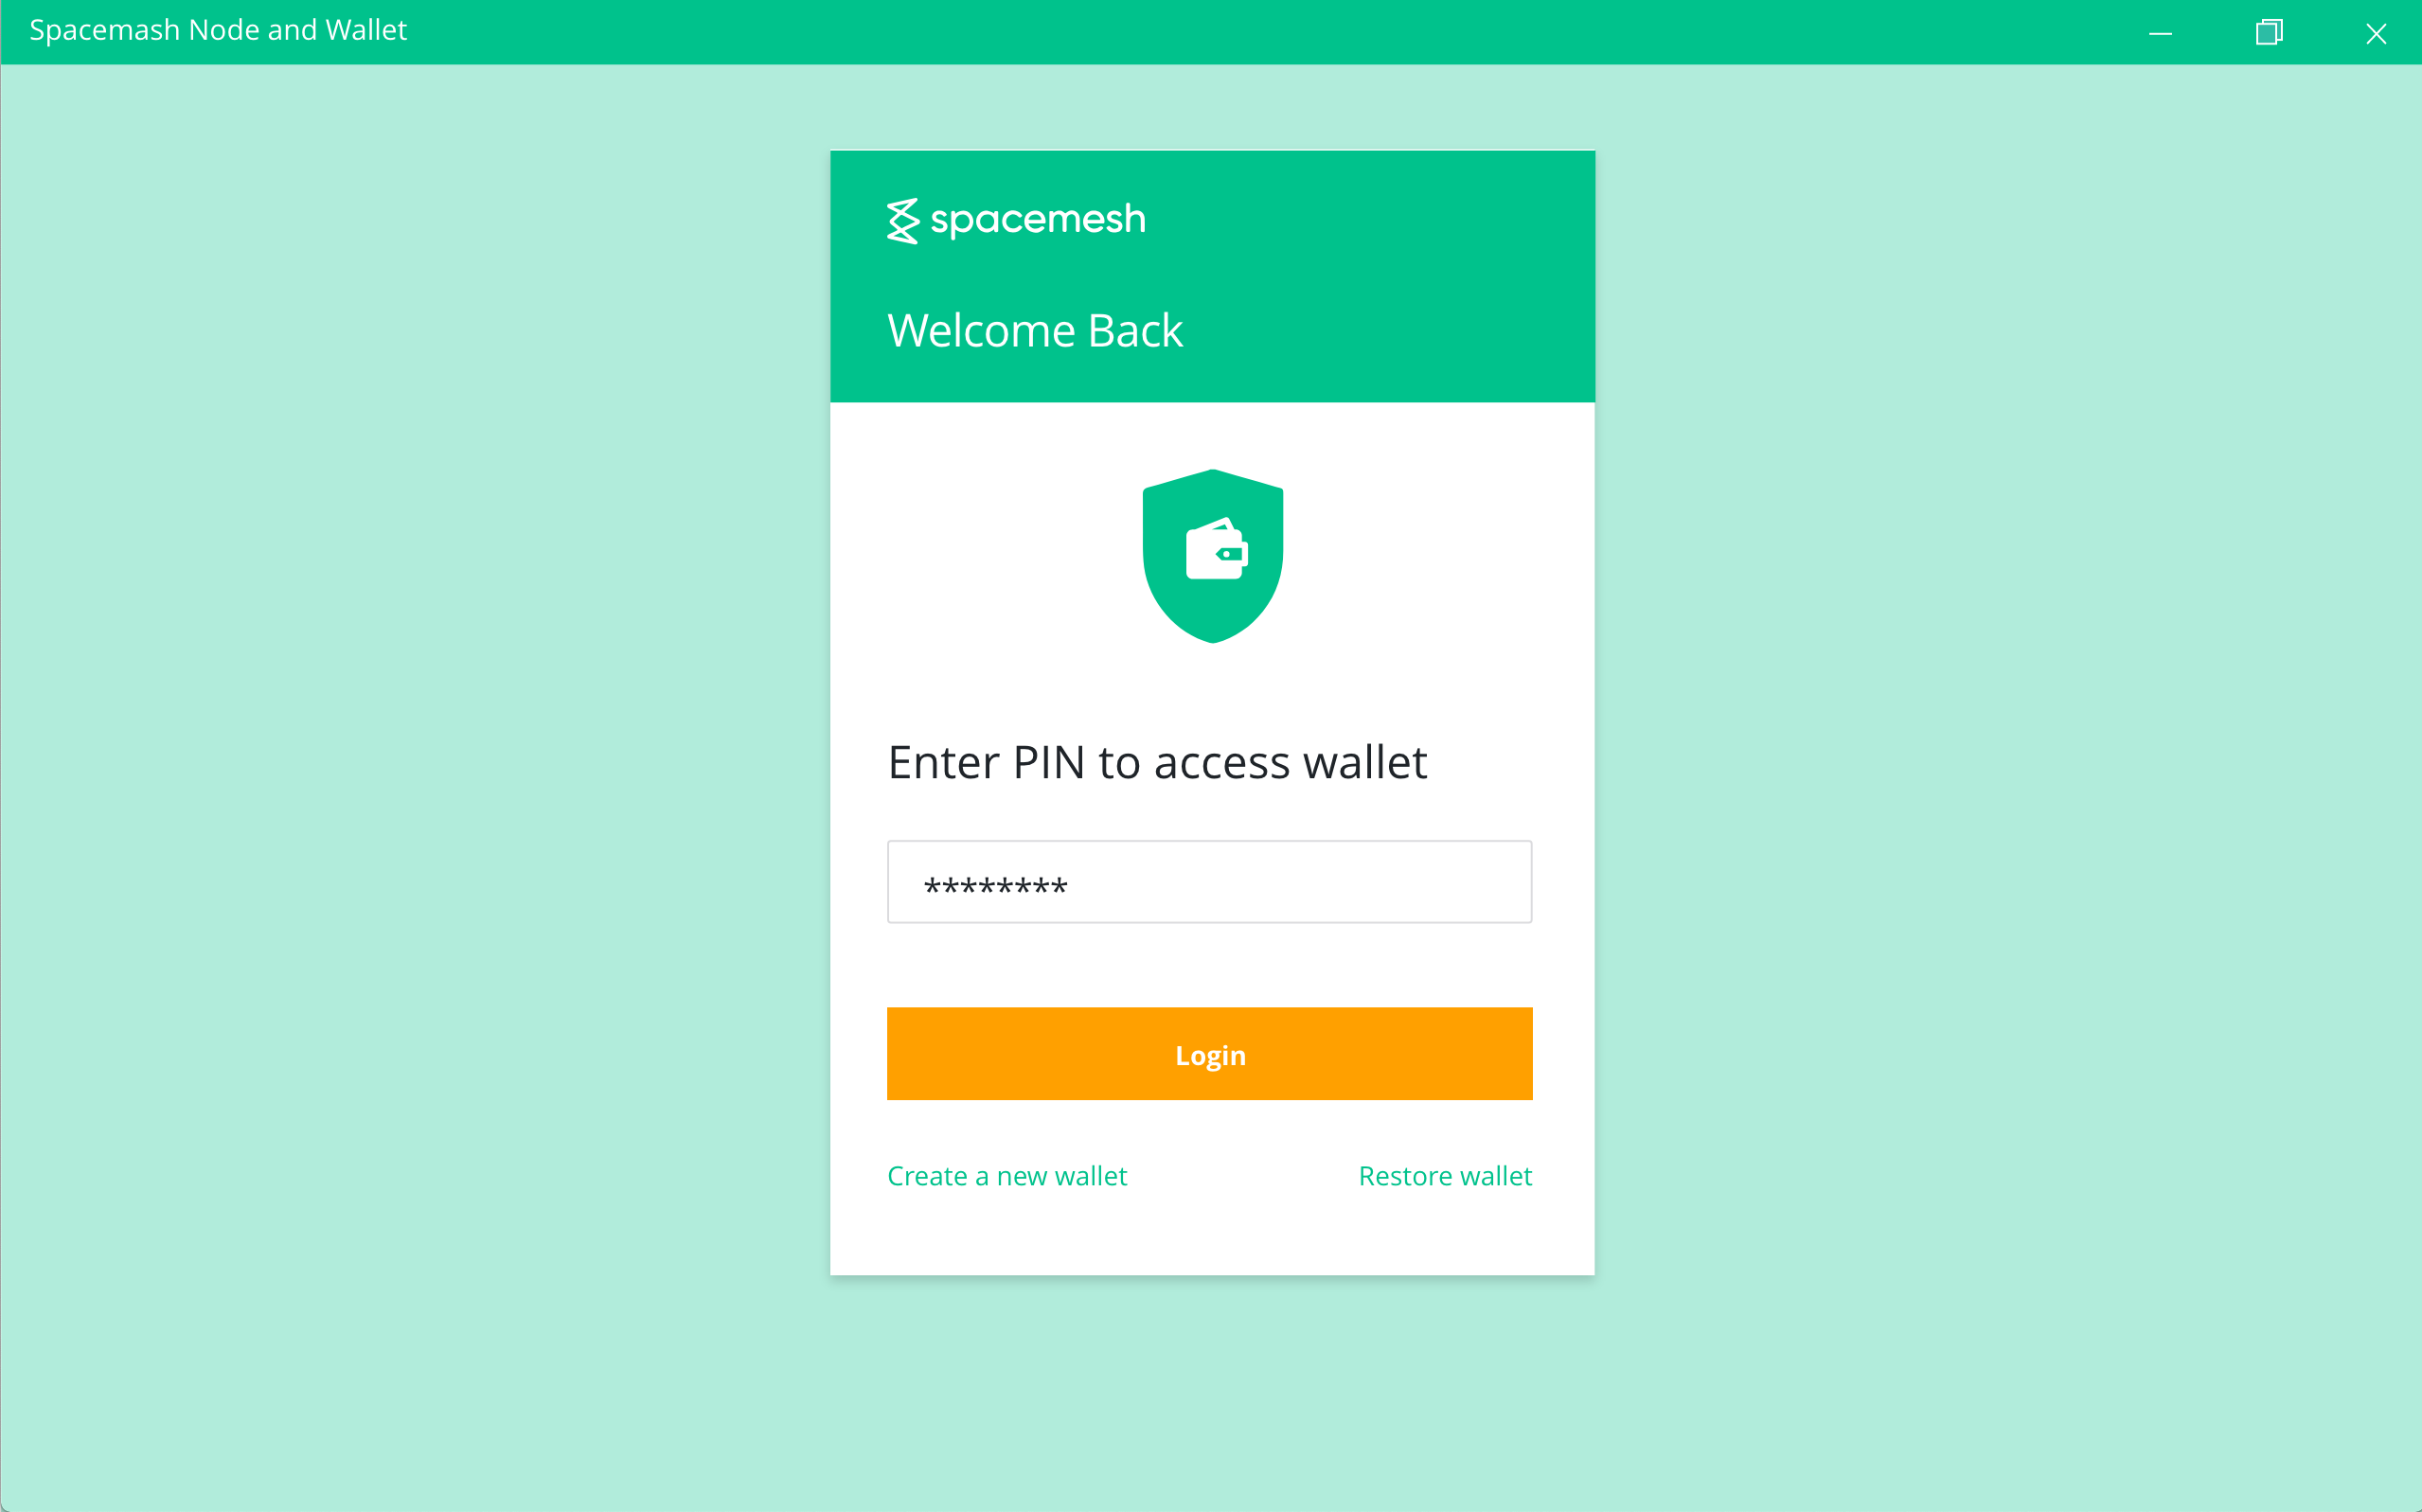 Spacemash Node and Wallet
spacemesh
Welcome Back
Enter PIN to access wallet
********
Login
Create a new wallet
Restore wallet